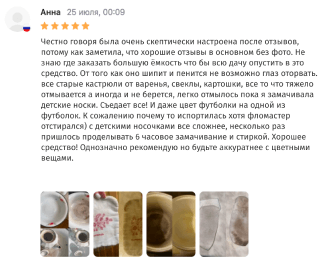 Анна 25 июля, 00:09
Честно говоря была очень скептически настроена после отзывов,
потому как заметила, что хорошие отзывы в основном без фото. Не
знаю где заказать большую ёмкость что бы всю дачу опустить в это
средство. От того как оно шипит и пенится не возможно глаз оторвать.
все старые кастрюли от варенья, свеклы, картошки, все то что тяжело
отмывается а иногда и не берется, легко отмылось пока я замачивала
детские носки. Съедает все! И даже цвет футболки на одной из
футболок. К сожалению почему то испортилась хотя фломастер
отстирался) с детскими носочками все сложнее, несколько раз
пришлось проделывать 6 часовое замачивание и стиркой. Хорошее
средство! Однозначно рекомендую но будьте аккуратнее с цветными
вещами.